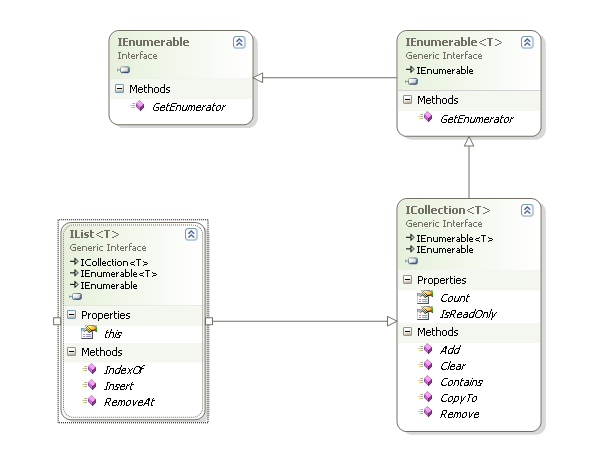 IEnumerable
Interface
Methods
GetEnumerator
IEnumerable<T>
Generic Interface
IEnumerable
Methods
GetEnumerator
IList<T>
Generic Interface
ICollection<T>
IEnumerable<T>
IEnumerable
Properties
this
Methods
IndexOf
Insert
RemoveAt
ICollection<T>
Generic Interface
IEnumerable<T>
IEnumerable
Properties
Count
IsReadOnly
Methods
Add
Clear
Contains
CopyTo
Remove